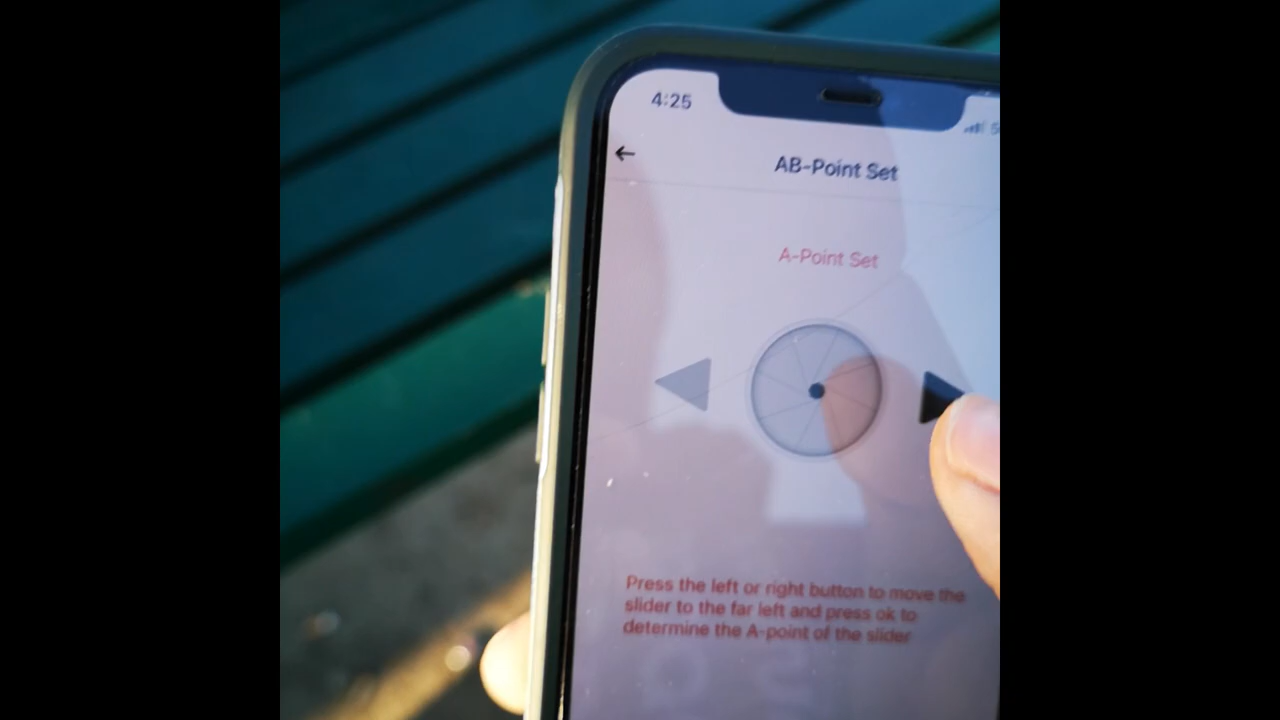 4:25
AB-Point Set
A-Point Set
Press the left or right button to move the
slider to the far left and press ok to
determine the A-point of the slider